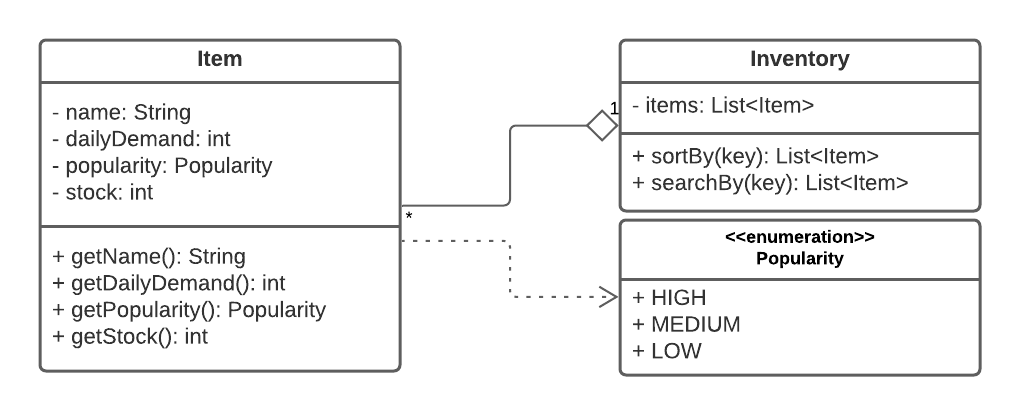 Item
- name: String
- dailyDemand: int
- popularity: Popularity
- stock: int
+ getName(): String
+ getDailyDemand(): int
+ getPopularity(): Popularity
+ getStock(): int
*
1
Inventory
- items: List<Item>
+ sortBy(key): List<Item>
+ searchBy(key): List<Item>
<<enumeration>>
Popularity
+ HIGH
+ MEDIUM
+ LOW